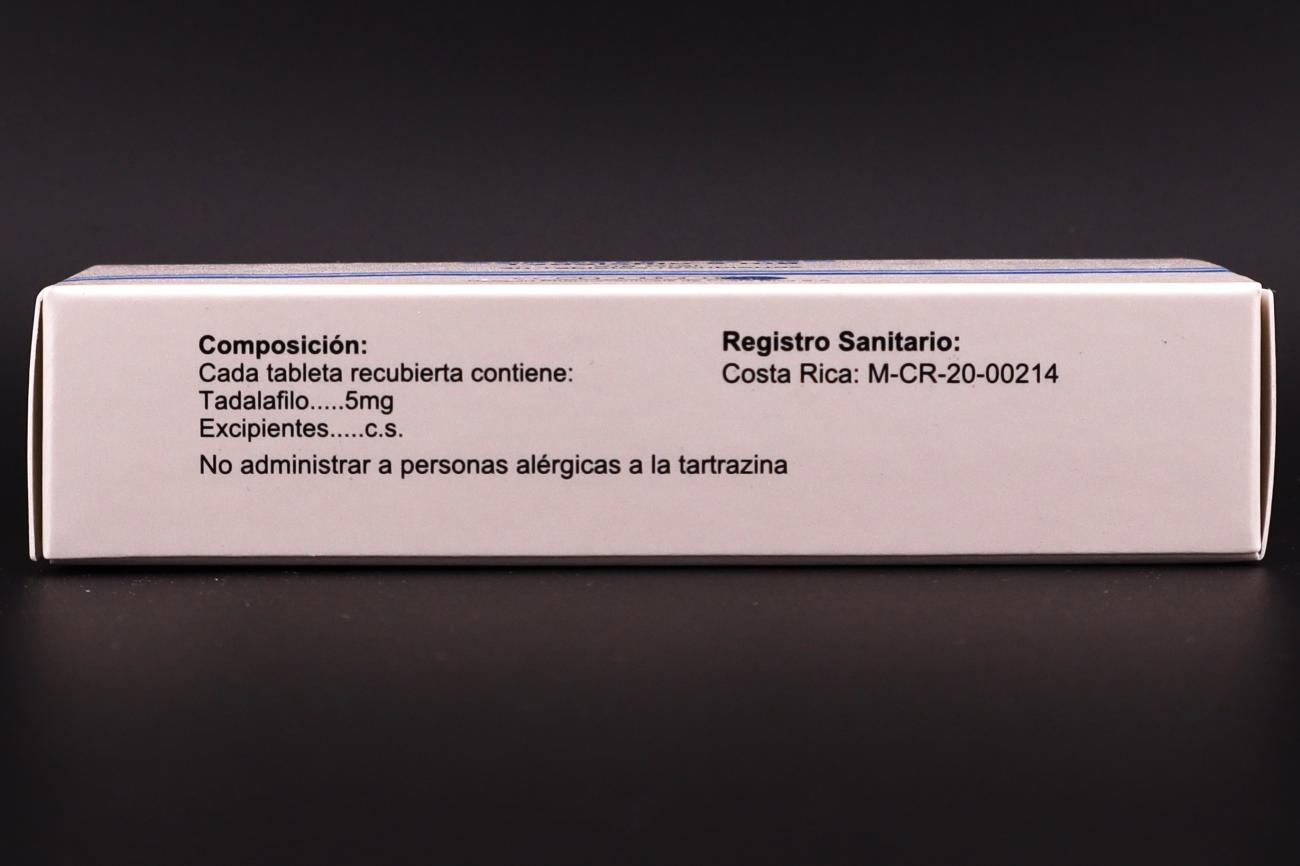 Composición:
Cada tableta recubierta contiene:
Tadalafilo.....5mg
Excipientes.....c.s.
No administrar a personas alérgicas a la tartrazina
Registro Sanitario:
Costa Rica: M-CR-20-00214